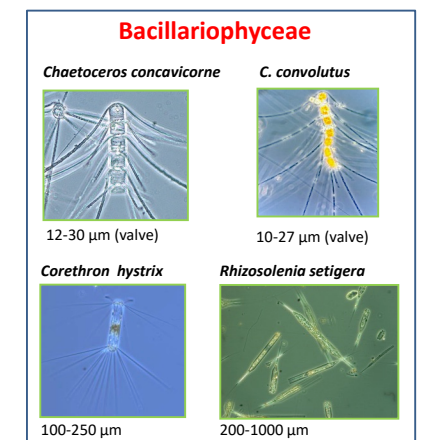 Bacillariophyceae
Chaetoceros concavicorne C. convolutus
12-30 µm (valve) 10-27 µm (valve)
Corethron hystrix Rhizosolenia setigera
100-250 µm 200-1000 µm